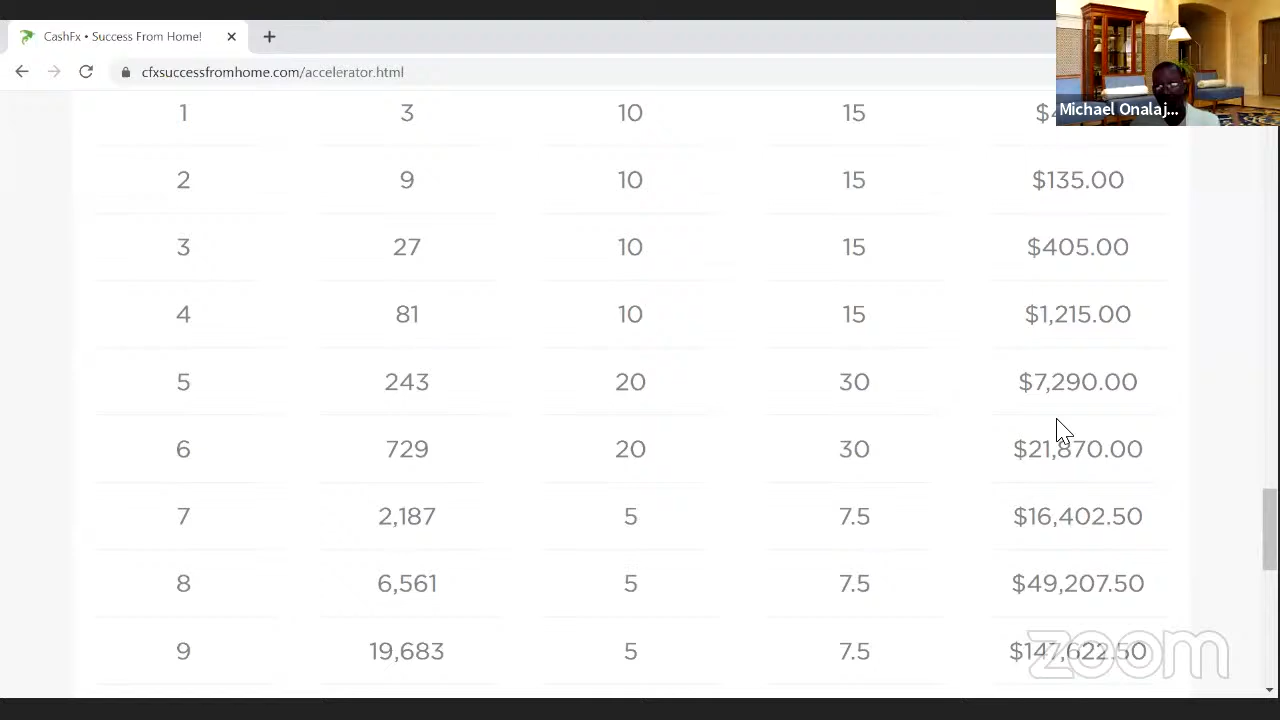 CashFx • Success From Home!
cfxsuccessfromhome.com/accelerator.html
Michael Onalaj...
1 3 10 15
2 9 10 15 $135.00
3 27 10 15 $405.00
4 81 10 15 $1,215.00
5 243 20 30 $7,290.00
6 729 20 30 $21,870.00
7 2,187 5 7.5 $16,402.50
8 6,561 5 7.5 $49,207.50
9 19,683 5 7.5 $147,622.50
zoom